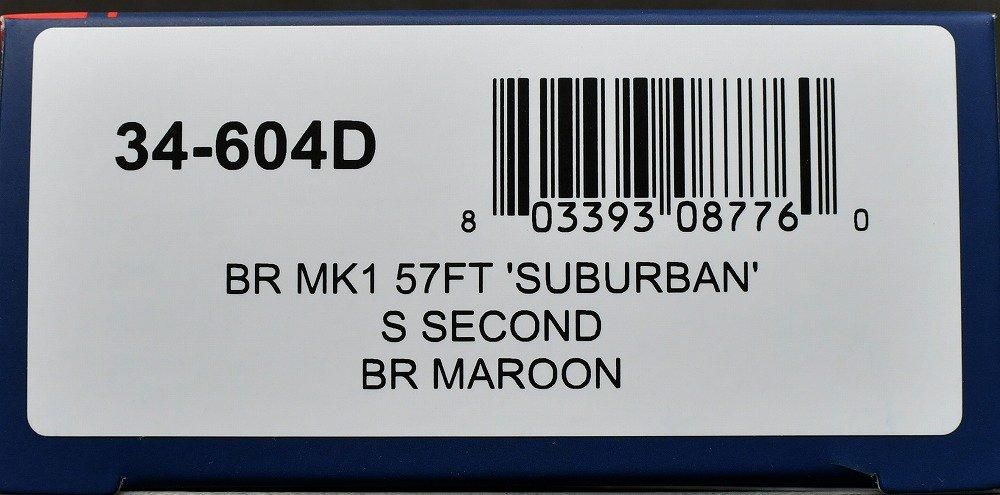 34-604D
8 03393 08776 0
BR MK1 57FT 'SUBURBAN'
S SECOND
BR MAROON